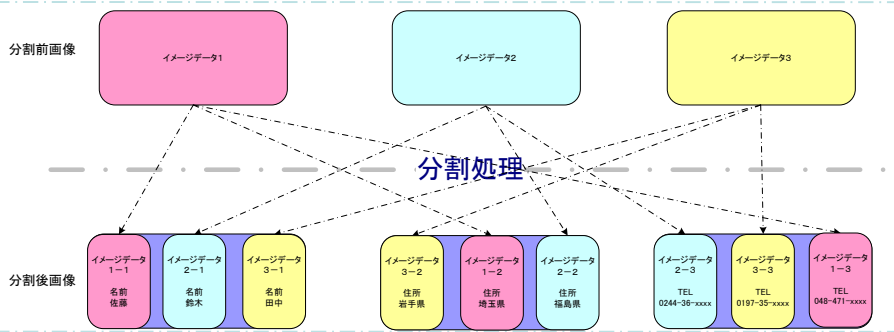 分割前画像
イメージデータ1
イメージデータ2
イメージデータ3
分割処理
分割後画像
イメージデータ
1－1
名前
佐藤
イメージデータ
2－1
名前
鈴木
イメージデータ
3－1
名前
田中
イメージデータ
3－2
住所
岩手県
イメージデータ
1－2
住所
埼玉県
イメージデータ
2－2
住所
福島県
イメージデータ
2－3
TEL
0244-36-xxxx
イメージデータ
3－3
TEL
0197-35-xxxx
イメージデータ
1－3
TEL
048-471-xxxx